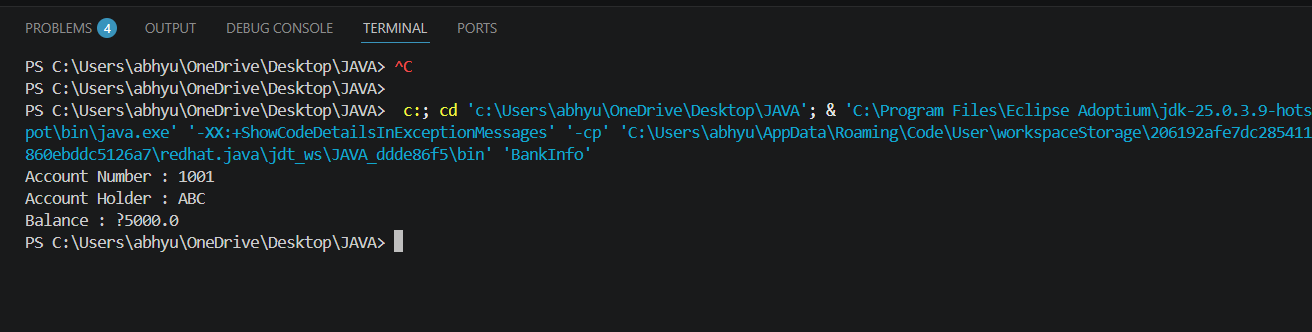 PROBLEMS 4 OUTPUT DEBUG CONSOLE TERMINAL PORTS
PS C:\Users\abhyu\OneDrive\Desktop\JAVA> ^C
PS C:\Users\abhyu\OneDrive\Desktop\JAVA>
PS C:\Users\abhyu\OneDrive\Desktop\JAVA>  c:; cd 'c:\Users\abhyu\OneDrive\Desktop\JAVA'; & 'C:\Program Files\Eclipse Adoptium\jdk-25.0.3.9-hots
pot\bin\java.exe' '-XX:+ShowCodeDetailsInExceptionMessages' '-cp' 'C:\Users\abhyu\AppData\Roaming\Code\User\workspaceStorage\206192afe7dc285411
860ebddc5126a7\redhat.java\jdt_ws\JAVA_ddde86f5\bin' 'BankInfo'
Account Number : 1001
Account Holder : ABC
Balance : ?5000.0
PS C:\Users\abhyu\OneDrive\Desktop\JAVA>